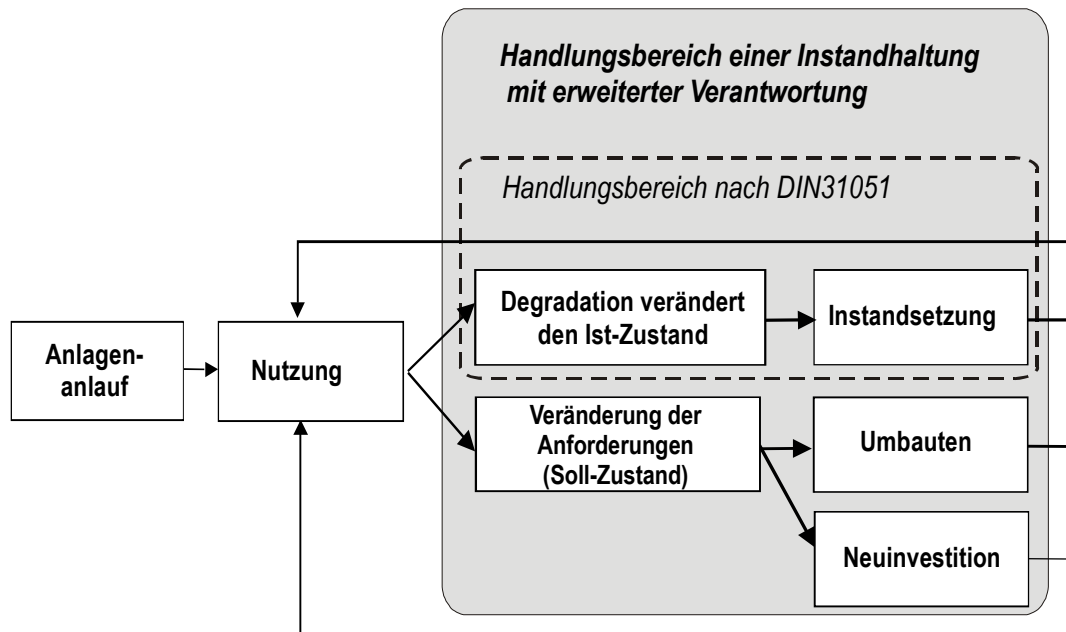 Handlungsbereich einer Instandhaltung
mit erweiterter Verantwortung
Handlungsbereich nach DIN31051
Degradation verändert
den Ist-Zustand
Instandsetzung
Anlagen-
anlauf
Nutzung
Veränderung der
Anforderungen
(Soll-Zustand)
Umbauten
Neuinvestition